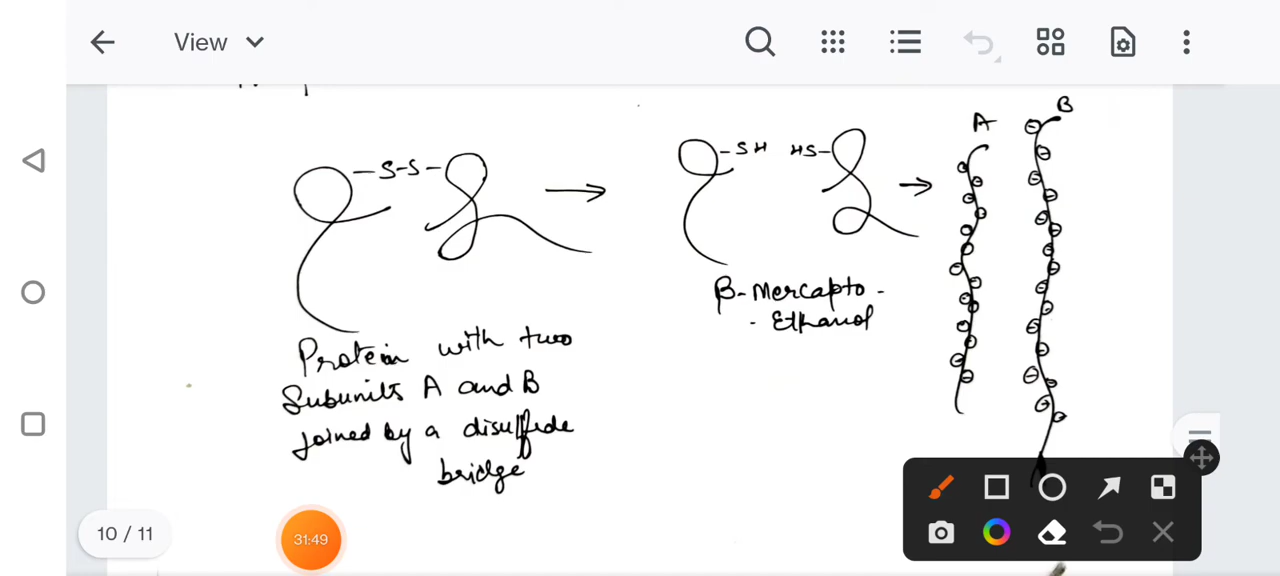 View
A
B
-S-S-
-SH HS-
B-Mercapto -
- Ethanol
Protein with two
Subunits A and B
joined by a disulfide
bridge
10 / 11
31:49